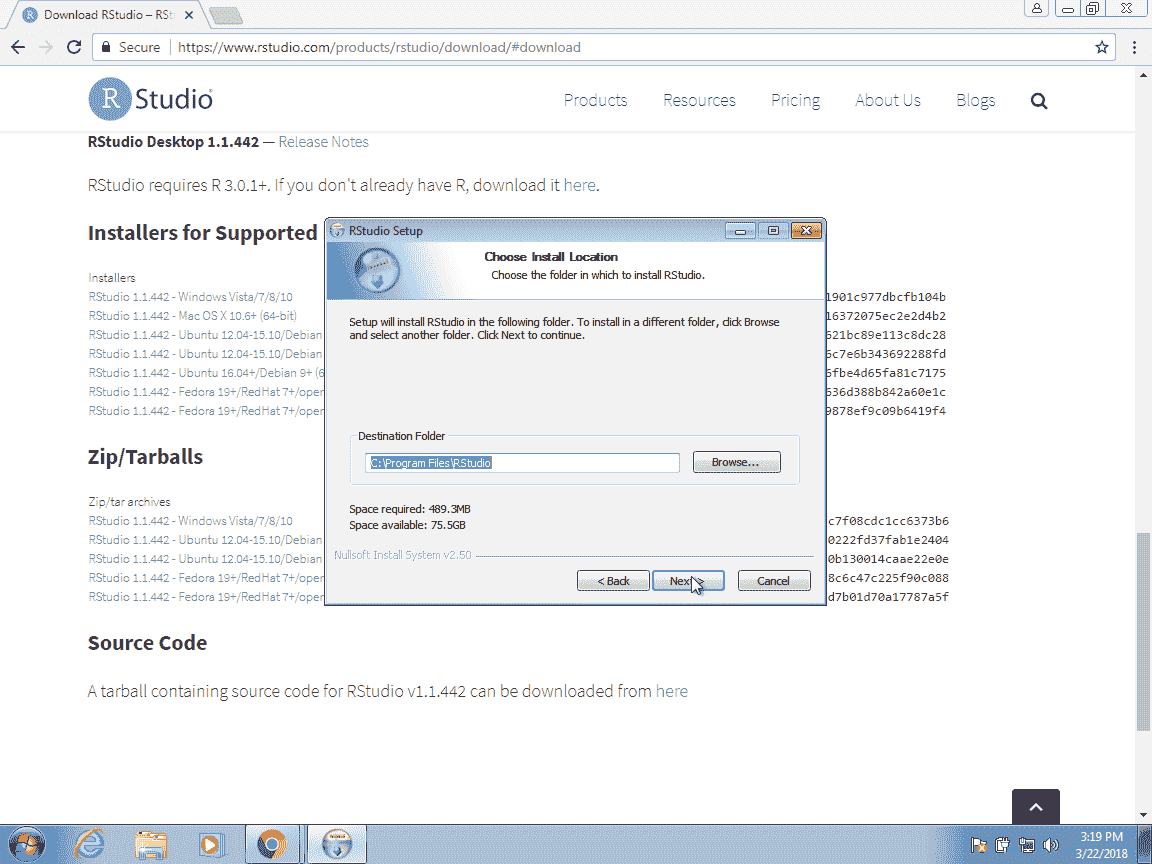 Download RStudio – RSt
Secure
https://www.rstudio.com/products/rstudio/download/#download
R Studio
Products
Resources
Pricing
About Us
Blogs
RStudio Desktop 1.1.442 — Release Notes
RStudio requires R 3.0.1+. If you don't already have R, download it here.
Installers for Supported
Installers
RStudio 1.1.442 - Windows Vista/7/8/10
1901c977dbcfb104b
RStudio 1.1.442 - Mac OS X 10.6+ (64-bit)
16372075ec2e2d4b2
RStudio 1.1.442 - Ubuntu 12.04-15.10/Debian
621bc89e113c8dc28
RStudio 1.1.442 - Ubuntu 12.04-15.10/Debian
6c7e6b343692288fd
RStudio 1.1.442 - Ubuntu 16.04+/Debian 9+ (6
6fbe4d65fa81c7175
RStudio 1.1.442 - Fedora 19+/RedHat 7+/oper
636d388b842a60e1c
RStudio 1.1.442 - Fedora 19+/RedHat 7+/oper
9878ef9c09b6419f4
Zip/Tarballs
Zip/tar archives
RStudio 1.1.442 - Windows Vista/7/8/10
c7f08cdc1cc6373b6
RStudio 1.1.442 - Ubuntu 12.04-15.10/Debian
0222fd37fab1e2404
RStudio 1.1.442 - Ubuntu 12.04-15.10/Debian
0b130014caae22e0e
RStudio 1.1.442 - Fedora 19+/RedHat 7+/oper
8c6c47c225f90c088
RStudio 1.1.442 - Fedora 19+/RedHat 7+/oper
d7b01d70a17787a5f
Source Code
A tarball containing source code for RStudio v1.1.442 can be downloaded from here
RStudio Setup
Choose Install Location
Choose the folder in which to install RStudio.
Setup will install RStudio in the following folder. To install in a different folder, click Browse
and select another folder. Click Next to continue.
Destination Folder
C:\Program Files\RStudio
Browse...
Space required: 489.3MB
Space available: 75.5GB
Nullsoft Install System v2.50
< Back
Next >
Cancel
3:19 PM
3/22/2018